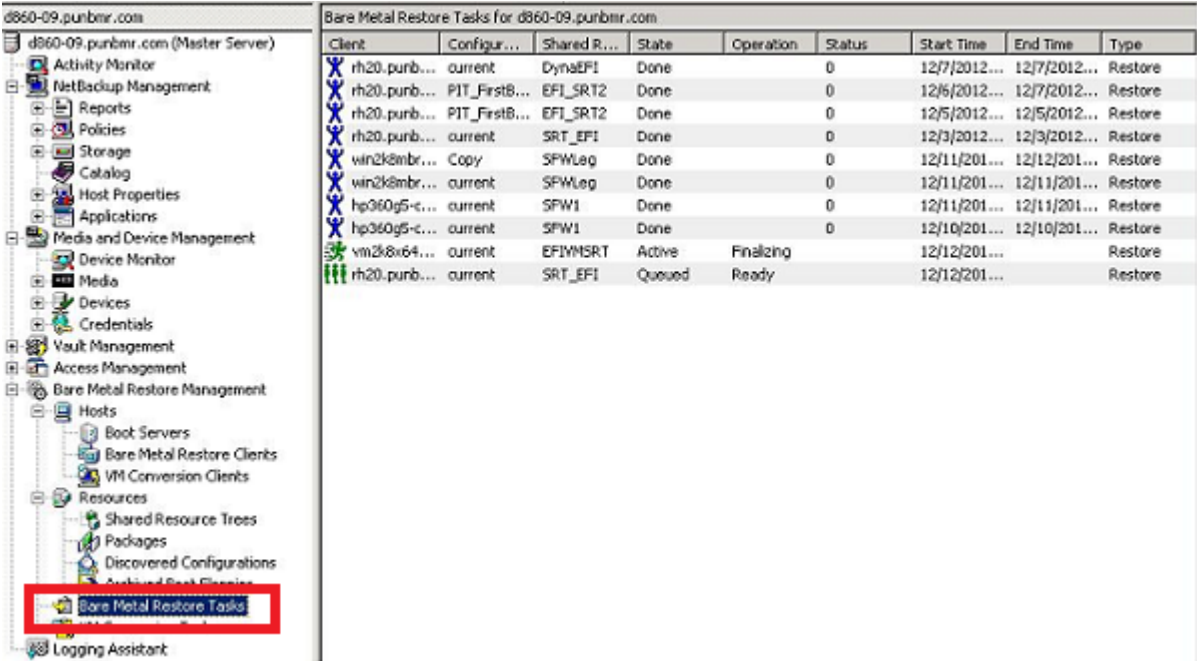 d860-09.punbmr.com
Bare Metal Restore Tasks for d860-09.punbmr.com
d860-09.punbmr.com (Master Server)
Activity Monitor
NetBackup Management
Reports
Policies
Storage
Catalog
Host Properties
Applications
Media and Device Management
Device Monitor
Media
Devices
Credentials
Vault Management
Access Management
Bare Metal Restore Management
Hosts
Boot Servers
Bare Metal Restore Clients
VM Conversion Clients
Resources
Shared Resource Trees
Packages
Discovered Configurations
Bare Metal Restore Tasks
Logging Assistant
Client Configur... Shared R... State Operation Status Start Time End Time Type
rh20.punb... current DynaEFI Done 0 12/7/2012... 12/7/2012... Restore
rh20.punb... PIT_FirstB... EFI_SRT2 Done 0 12/6/2012... 12/7/2012... Restore
rh20.punb... PIT_FirstB... EFI_SRT2 Done 0 12/5/2012... 12/5/2012... Restore
rh20.punb... current SRT_EFI Done 0 12/3/2012... 12/3/2012... Restore
win2k8mbr... Copy SFWLeg Done 0 12/11/201... 12/12/201... Restore
win2k8mbr... current SFWLeg Done 0 12/11/201... 12/11/201... Restore
hp360g5-c... current SFW1 Done 0 12/11/201... 12/11/201... Restore
hp360g5-c... current SFW1 Done 0 12/10/201... 12/10/201... Restore
vm2k8x64... current EFIVMSRT Active Finalizing 12/12/201... Restore
rh20.punb... current SRT_EFI Queued Ready 12/12/201... Restore